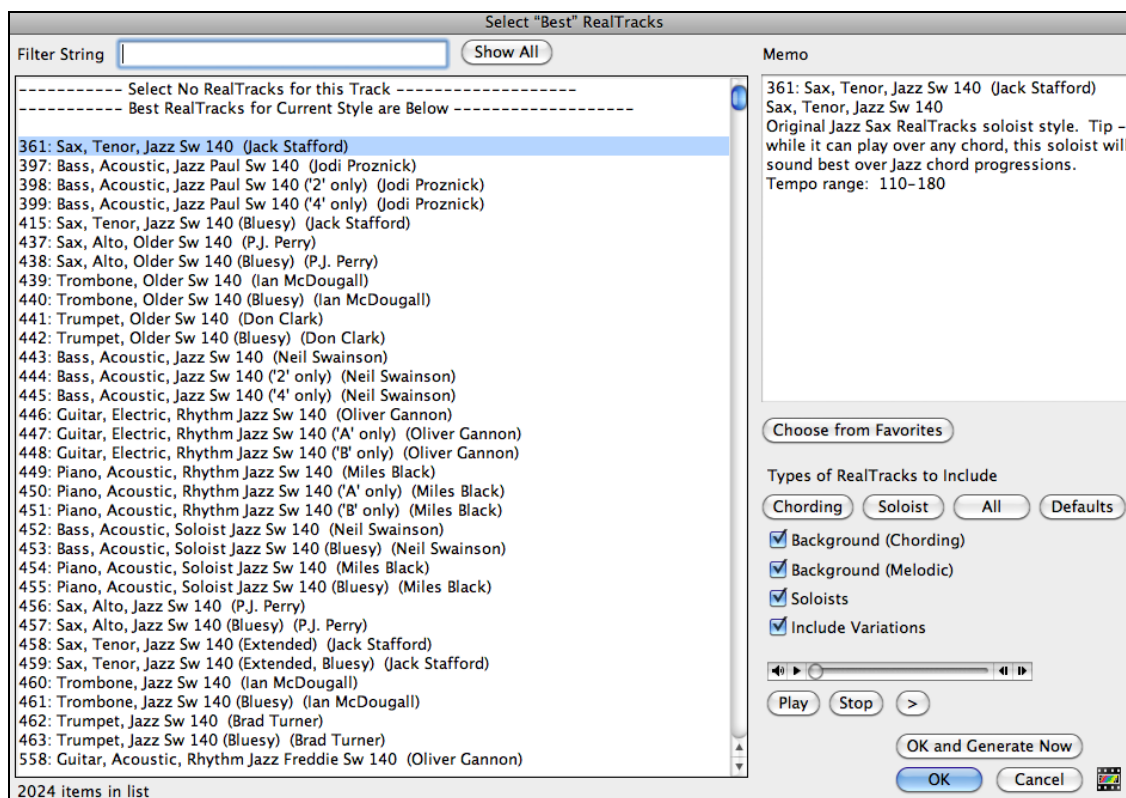 Select “Best” RealTracks
Filter String
Show All
----------- Select No RealTracks for this Track -------------------
----------- Best RealTracks for Current Style are Below -------------------
361: Sax, Tenor, Jazz Sw 140 (Jack Stafford)
397: Bass, Acoustic, Jazz Paul Sw 140 (Jodi Proznick)
398: Bass, Acoustic, Jazz Paul Sw 140 ('2' only) (Jodi Proznick)
399: Bass, Acoustic, Jazz Paul Sw 140 ('4' only) (Jodi Proznick)
415: Sax, Tenor, Jazz Sw 140 (Bluesy) (Jack Stafford)
437: Sax, Alto, Older Sw 140 (P.J. Perry)
438: Sax, Alto, Older Sw 140 (Bluesy) (P.J. Perry)
439: Trombone, Older Sw 140 (Ian McDougall)
440: Trombone, Older Sw 140 (Bluesy) (Ian McDougall)
441: Trumpet, Older Sw 140 (Don Clark)
442: Trumpet, Older Sw 140 (Bluesy) (Don Clark)
443: Bass, Acoustic, Jazz Sw 140 (Neil Swainson)
444: Bass, Acoustic, Jazz Sw 140 ('2' only) (Neil Swainson)
445: Bass, Acoustic, Jazz Sw 140 ('4' only) (Neil Swainson)
446: Guitar, Electric, Rhythm Jazz Sw 140 (Oliver Gannon)
447: Guitar, Electric, Rhythm Jazz Sw 140 ('A' only) (Oliver Gannon)
448: Guitar, Electric, Rhythm Jazz Sw 140 ('B' only) (Oliver Gannon)
449: Piano, Acoustic, Rhythm Jazz Sw 140 (Miles Black)
450: Piano, Acoustic, Rhythm Jazz Sw 140 ('A' only) (Miles Black)
451: Piano, Acoustic, Rhythm Jazz Sw 140 ('B' only) (Miles Black)
452: Bass, Acoustic, Soloist Jazz Sw 140 (Neil Swainson)
453: Bass, Acoustic, Soloist Jazz Sw 140 (Bluesy) (Neil Swainson)
454: Piano, Acoustic, Soloist Jazz Sw 140 (Miles Black)
455: Piano, Acoustic, Soloist Jazz Sw 140 (Bluesy) (Miles Black)
456: Sax, Alto, Jazz Sw 140 (P.J. Perry)
457: Sax, Alto, Jazz Sw 140 (Bluesy) (P.J. Perry)
458: Sax, Tenor, Jazz Sw 140 (Extended) (Jack Stafford)
459: Sax, Tenor, Jazz Sw 140 (Extended, Bluesy) (Jack Stafford)
460: Trombone, Jazz Sw 140 (Ian McDougall)
461: Trombone, Jazz Sw 140 (Bluesy) (Ian McDougall)
462: Trumpet, Jazz Sw 140 (Brad Turner)
463: Trumpet, Jazz Sw 140 (Bluesy) (Brad Turner)
558: Guitar, Acoustic, Rhythm Jazz Freddie Sw 140 (Oliver Gannon)
2024 items in list
Memo
361: Sax, Tenor, Jazz Sw 140 (Jack Stafford)
Sax, Tenor, Jazz Sw 140
Original Jazz Sax RealTracks soloist style. Tip -
while it can play over any chord, this soloist will
sound best over Jazz chord progressions.
Tempo range: 110-180
Choose from Favorites
Types of RealTracks to Include
Chording Soloist All Defaults
Background (Chording)
Background (Melodic)
Soloists
Include Variations
Play Stop >
OK and Generate Now
OK Cancel